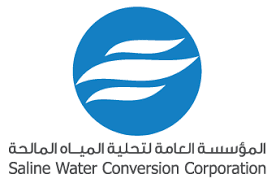 المؤسسة العامة لتحلية المياه المالحة
Saline Water Conversion Corporation